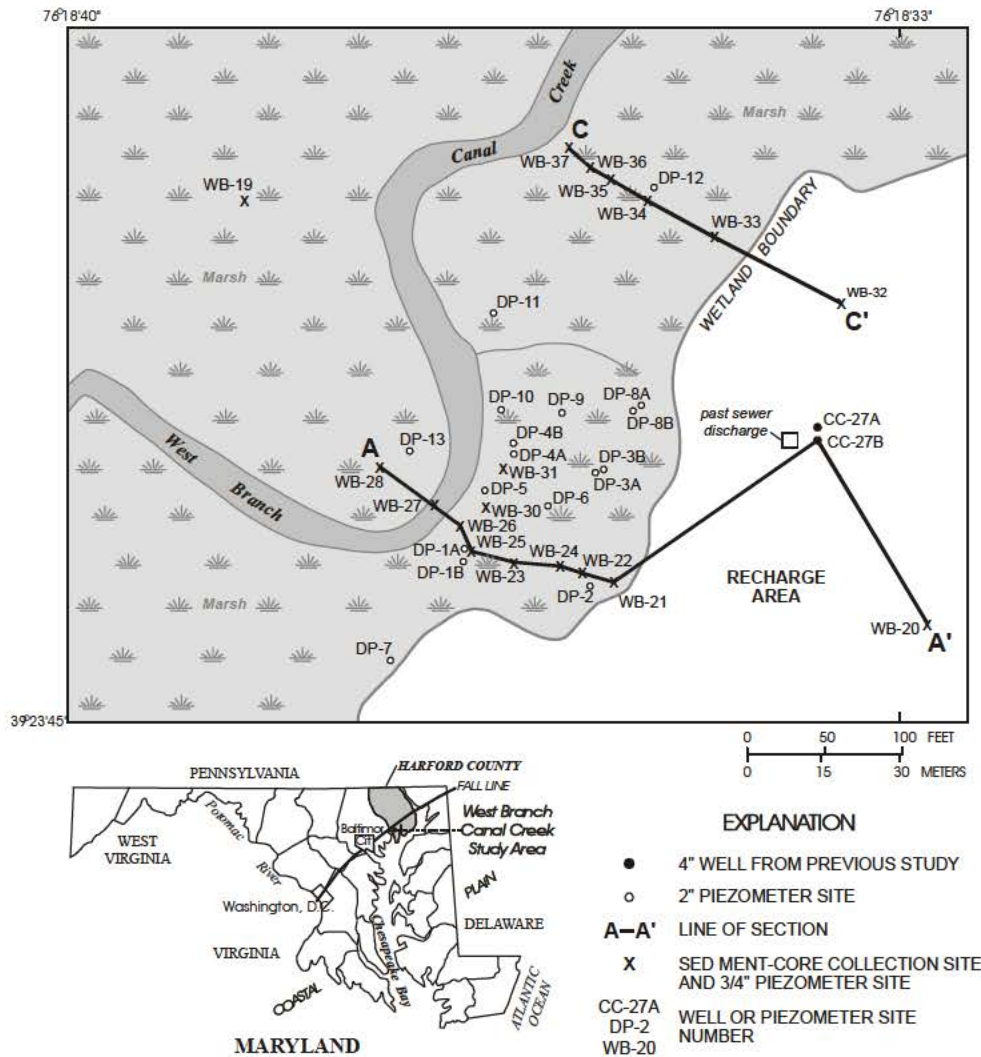 76°18'40"
76°18'33"
Creek
C
Marsh
Canal
WB-37
WB-36
WB-35
DP-12
WB-34
WB-19
WB-33
WETLAND BOUNDARY
Marsh
WB-32
C'
DP-11
DP-10
DP-9
DP-8A
DP-8B
past sewer
discharge
CC-27A
CC-27B
DP-13
DP-4B
DP-4A
A
WB-28
WB-31
DP-3B
DP-3A
West
Branch
DP-5
DP-6
WB-27
WB-30
WB-26
DP-1A
WB-25
DP-1B
WB-23
WB-24
WB-22
DP-2
WB-21
RECHARGE
AREA
Marsh
WB-20
A'
DP-7
39°23'45"
0 50 100 FEET
0 15 30 METERS
HARFORD COUNTY
PENNSYLVANIA
FALL LINE
Potomac
River
WEST
VIRGINIA
Baltimor
Cit
West Branch
Canal Creek
Study Area
Washington, D.C.
PLAIN
DELAWARE
VIRGINIA
Chesapeake Bay
COASTAL
ATLANTIC
OCEAN
MARYLAND
EXPLANATION
4" WELL FROM PREVIOUS STUDY
2" PIEZOMETER SITE
A–A' LINE OF SECTION
X SED MENT-CORE COLLECTION SITE
AND 3/4" PIEZOMETER SITE
CC-27A
DP-2
WB-20
WELL OR PIEZOMETER SITE
NUMBER